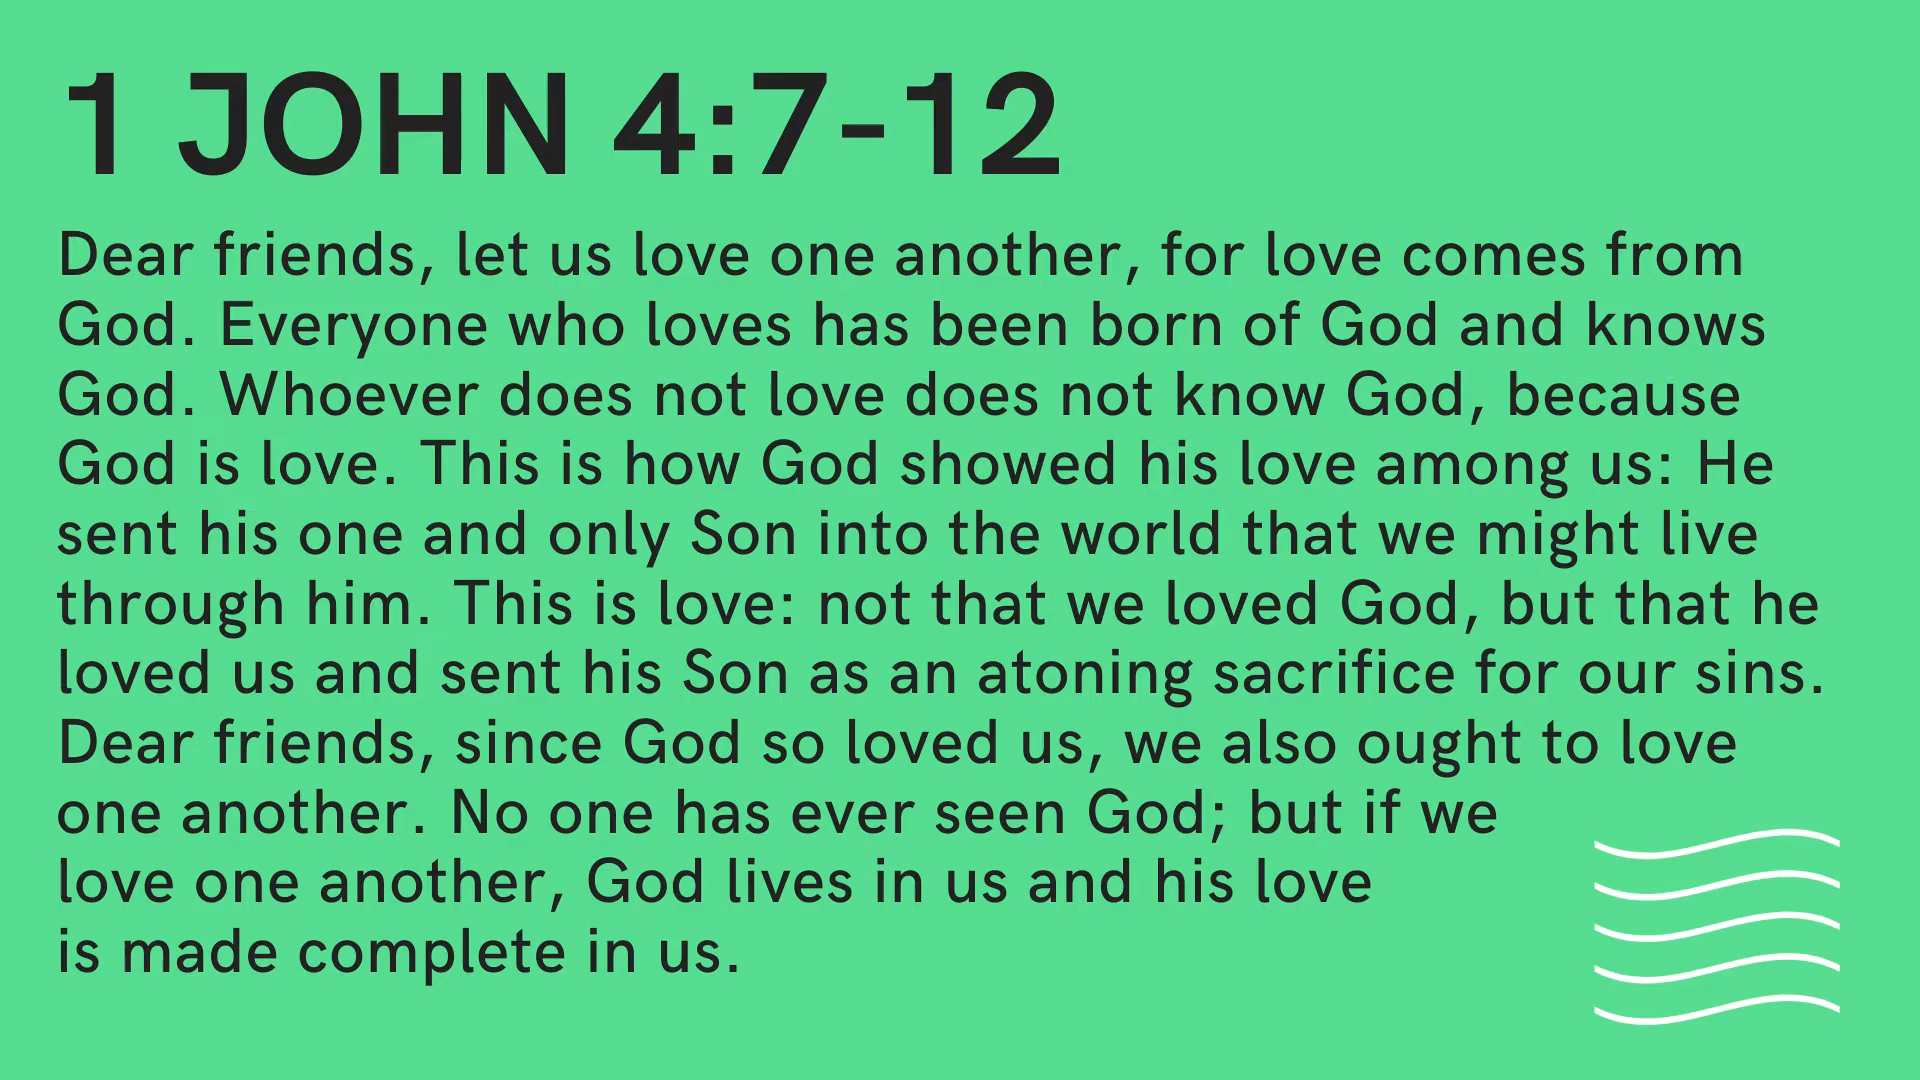 1 JOHN 4:7-12
Dear friends, let us love one another, for love comes from
God. Everyone who loves has been born of God and knows
God. Whoever does not love does not know God, because
God is love. This is how God showed his love among us: He
sent his one and only Son into the world that we might live
through him. This is love: not that we loved God, but that he
loved us and sent his Son as an atoning sacrifice for our sins.
Dear friends, since God so loved us, we also ought to love
one another. No one has ever seen God; but if we
love one another, God lives in us and his love
is made complete in us.